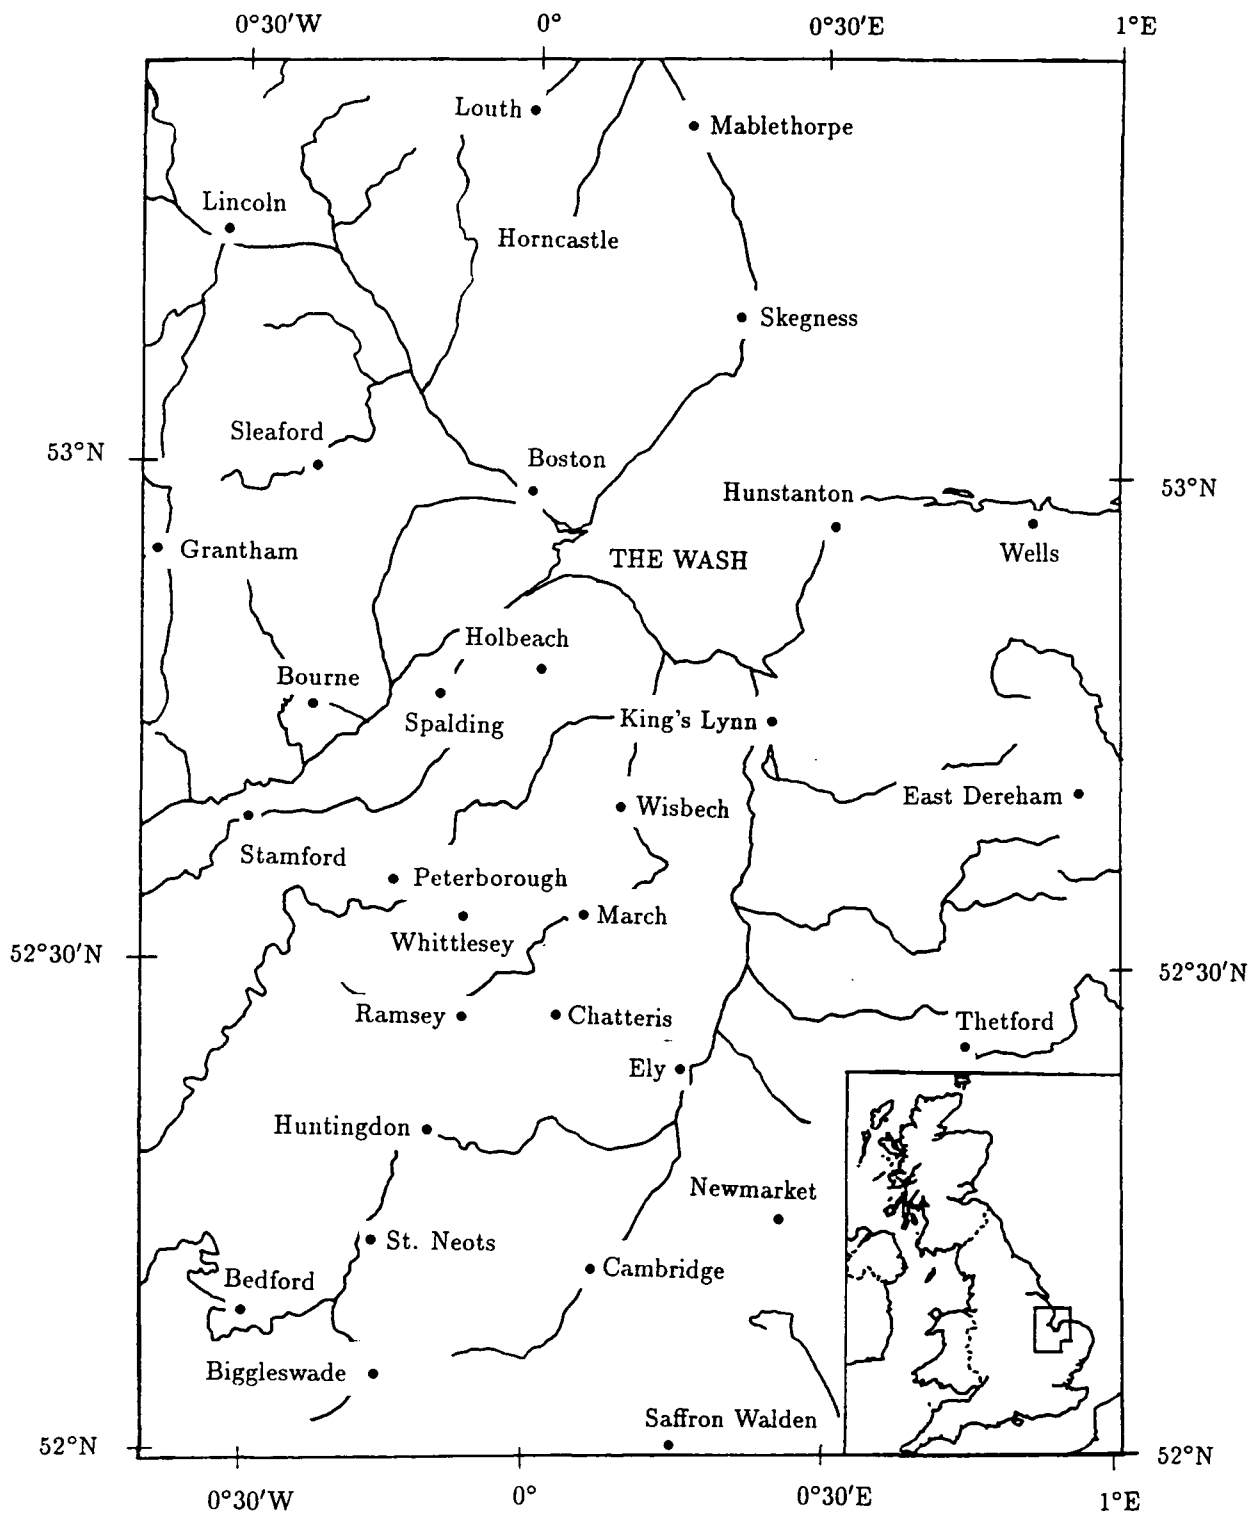 0°30′W 0° 0°30′E 1°E
Louth
Mablethorpe
Lincoln
Horncastle
Skegness
Sleaford
53°N
Boston
53°N
Hunstanton
Grantham
THE WASH
Wells
Holbeach
Bourne
Spalding
King's Lynn
East Dereham
Wisbech
Stamford
Peterborough
March
Whittlesey
52°30′N
52°30′N
Ramsey
Chatteris
Thetford
Ely
Huntingdon
Newmarket
St. Neots
Cambridge
Bedford
Biggleswade
Saffron Walden
52°N
52°N
0°30′W 0° 0°30′E 1°E